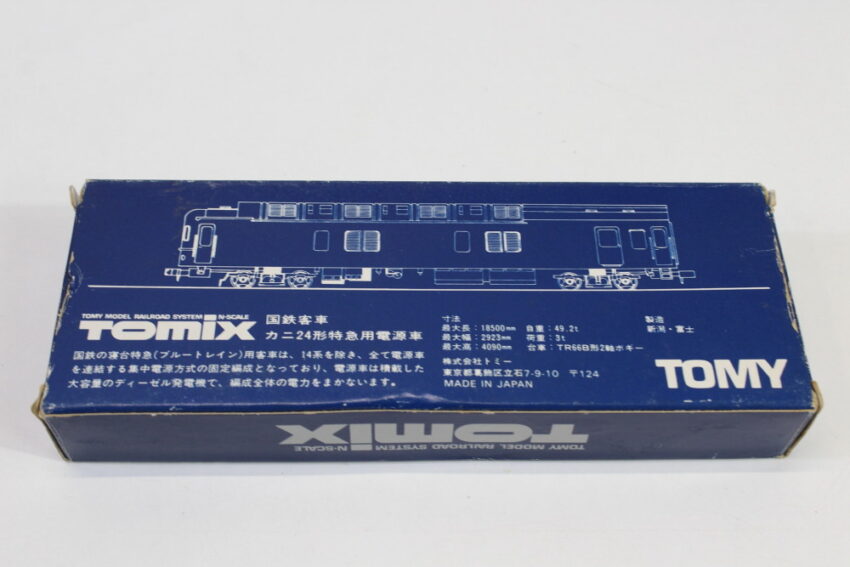 TOMY MODEL RAILROAD SYSTEM N-SCALE
TOMIX
国鉄客車
カニ24形特急用電源車
国鉄の寝台特急(ブルートレイン)用客車は、14系を除き、全て電源車
を連結する集中電源方式の固定編成となっており、電源車は積載した
大容量のディーゼル発電機で、編成全体の電力をまかないます。
寸法
最大長：18500mm 自重：49.2t
最大幅：2923mm 荷重：3t
最大高：4090mm 台車：TR66B形2軸ボギー
製造
新潟・富士
株式会社トミー
東京都葛飾区立石7-9-10 〒124
MADE IN JAPAN
TOMY
TOMIX
TOMY MODEL RAILROAD SYSTEM
N-SCALE